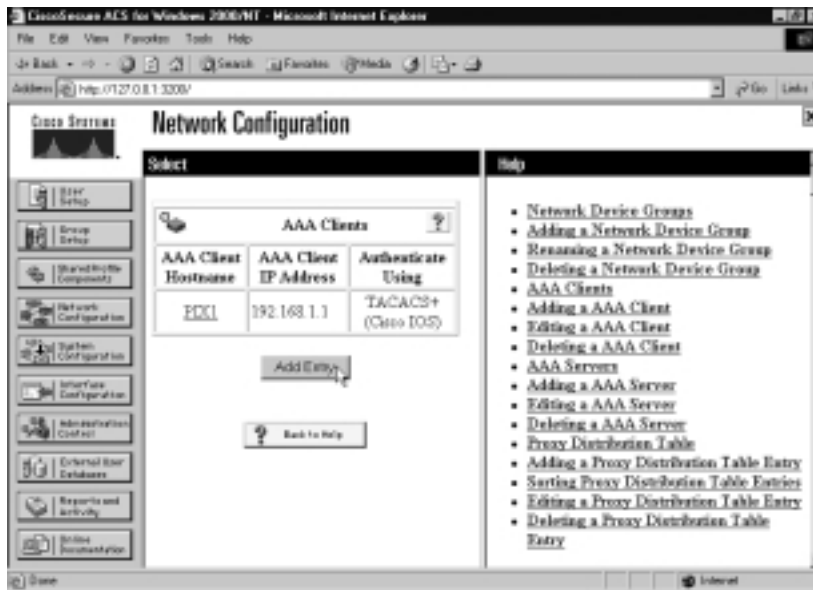 CiscoSecure ACS for Windows 2000/NT - Microsoft Internet Explorer
File Edit View Favorites Tools Help
Back Search Favorites Media
Address http://127.0.0.1:3208/ Go Links
CISCO SYSTEMS
Network Configuration
Select
Help
User Setup
Group Setup
Shared Profile Components
Network Configuration
System Configuration
Interface Configuration
Administration Control
External User Databases
Reports and Activity
Online Documentation
AAA Clients ?
AAA Client Hostname
AAA Client IP Address
Authenticate Using
PIX1
192.168.1.1
TACACS+ (Cisco IOS)
Add Entry
? Back to Help
• Network Device Groups
• Adding a Network Device Group
• Renaming a Network Device Group
• Deleting a Network Device Group
• AAA Clients
• Adding a AAA Client
• Editing a AAA Client
• Deleting a AAA Client
• AAA Servers
• Adding a AAA Server
• Editing a AAA Server
• Deleting a AAA Server
• Proxy Distribution Table
• Adding a Proxy Distribution Table Entry
• Sorting Proxy Distribution Table Entries
• Editing a Proxy Distribution Table Entry
• Deleting a Proxy Distribution Table
Entry
Done
Internet